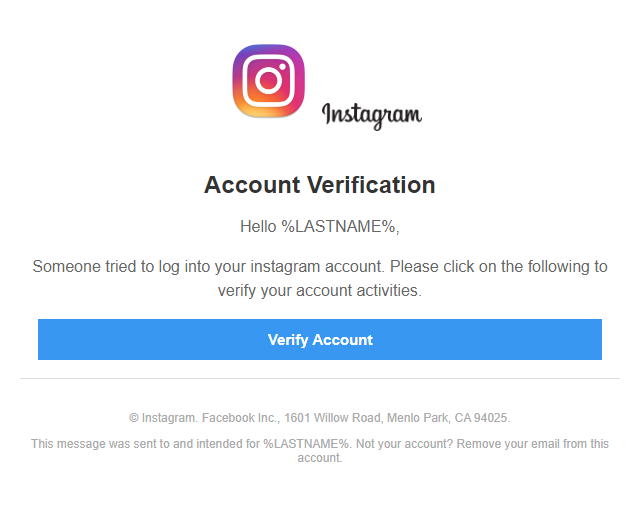 Instagram
Account Verification
Hello %LASTNAME%,
Someone tried to log into your instagram account. Please click on the following to
verify your account activities.
Verify Account
© Instagram. Facebook Inc., 1601 Willow Road, Menlo Park, CA 94025.
This message was sent to and intended for %LASTNAME%. Not your account? Remove your email from this
account.